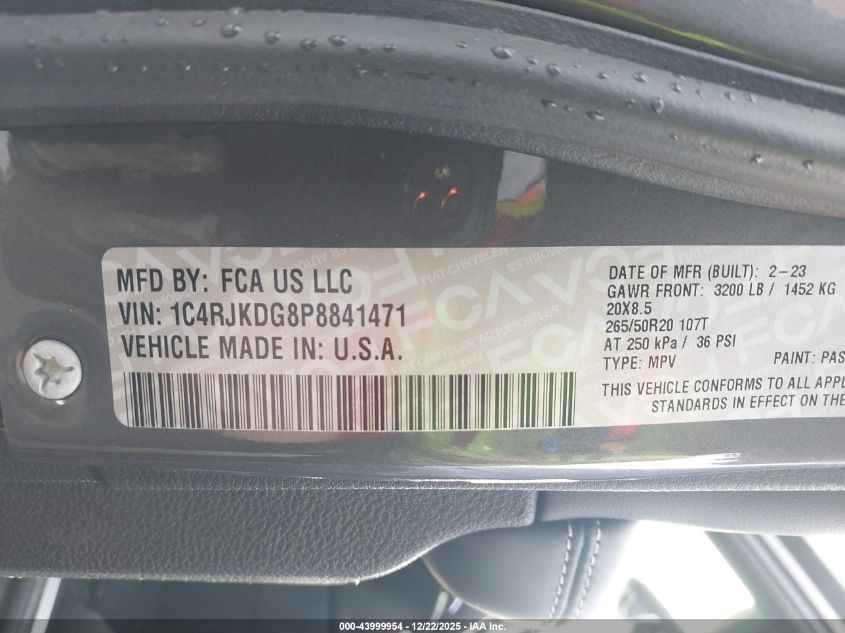 MFD BY: FCA US LLC
VIN: 1C4RJKDG8P8841471
VEHICLE MADE IN: U.S.A.
DATE OF MFR (BUILT): 2-23
GAWR FRONT: 3200 LB / 1452 KG
20X8.5
265/50R20 107T
AT 250 kPa / 36 PSI
TYPE: MPV PAINT: PAS
THIS VEHICLE CONFORMS TO ALL APPL
STANDARDS IN EFFECT ON THE
000-43999954 - 12/22/2025 - IAA Inc.